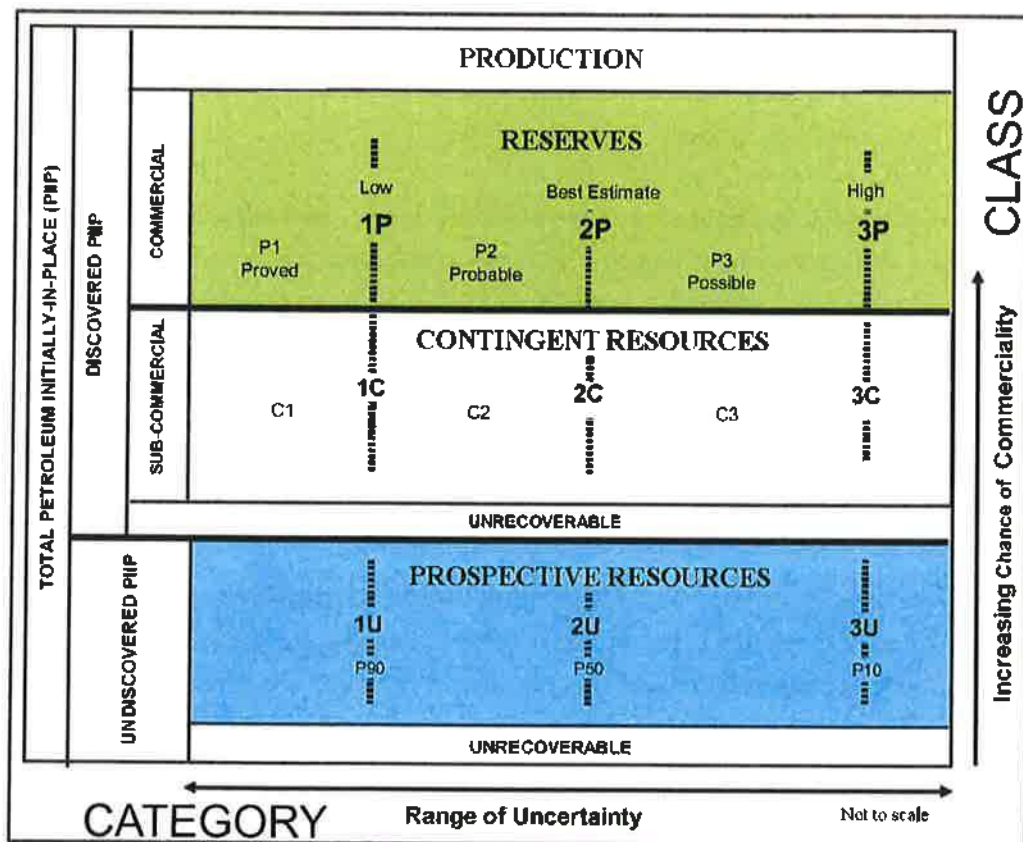 TOTAL PETROLEUM INITIALLY-IN-PLACE (PIIP)
DISCOVERED PIIP
UNDISCOVERED PIIP
COMMERCIAL
SUB-COMMERCIAL
PRODUCTION
RESERVES
Low
Best Estimate
High
1P
2P
3P
P1
Proved
P2
Probable
P3
Possible
CONTINGENT RESOURCES
1C
2C
3C
C1
C2
C3
UNRECOVERABLE
PROSPECTIVE RESOURCES
1U
2U
3U
P90
P50
P10
UNRECOVERABLE
CLASS
Increasing Chance of Commerciality
CATEGORY
Range of Uncertainty
Not to scale